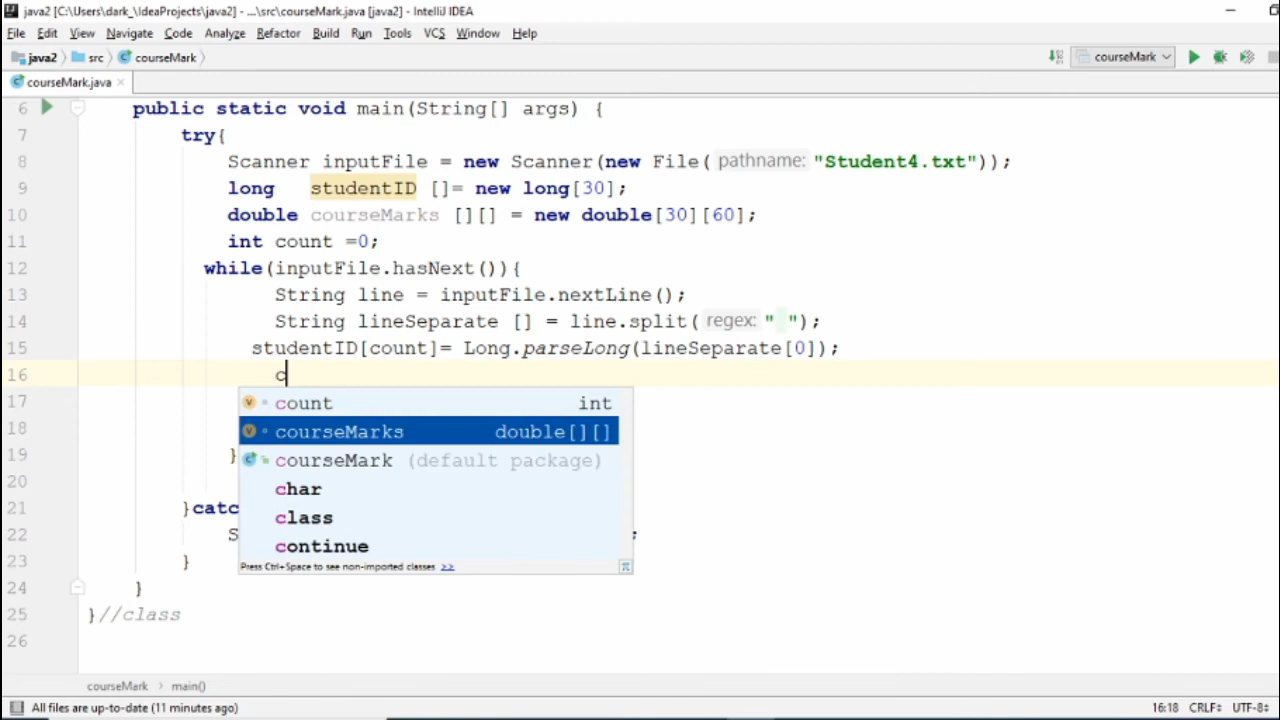 java2 [C:\Users\dark_\IdeaProjects\java2] - ...\src\courseMark.java [java2] - IntelliJ IDEA
File Edit View Navigate Code Analyze Refactor Build Run Tools VCS Window Help
java2 src courseMark courseMark
courseMark.java
6 public static void main(String[] args) {
7 try{
8 Scanner inputFile = new Scanner(new File( pathname: "Student4.txt"));
9 long studentID []= new long[30];
10 double courseMarks [][] = new double[30][60];
11 int count =0;
12 while(inputFile.hasNext()){
13 String line = inputFile.nextLine();
14 String lineSeparate [] = line.split( regex: " ");
15 studentID[count]= Long.parseLong(lineSeparate[0]);
16 c
17 count int
18 courseMarks double[][]
19 } courseMark (default package)
20 char
21 }catc class
22 S continue ;
23 } Press Ctrl+Space to see non-imported classes >>
24 }
25 }//class
26
courseMark main()
All files are up-to-date (11 minutes ago) 16:18 CRLF UTF-8